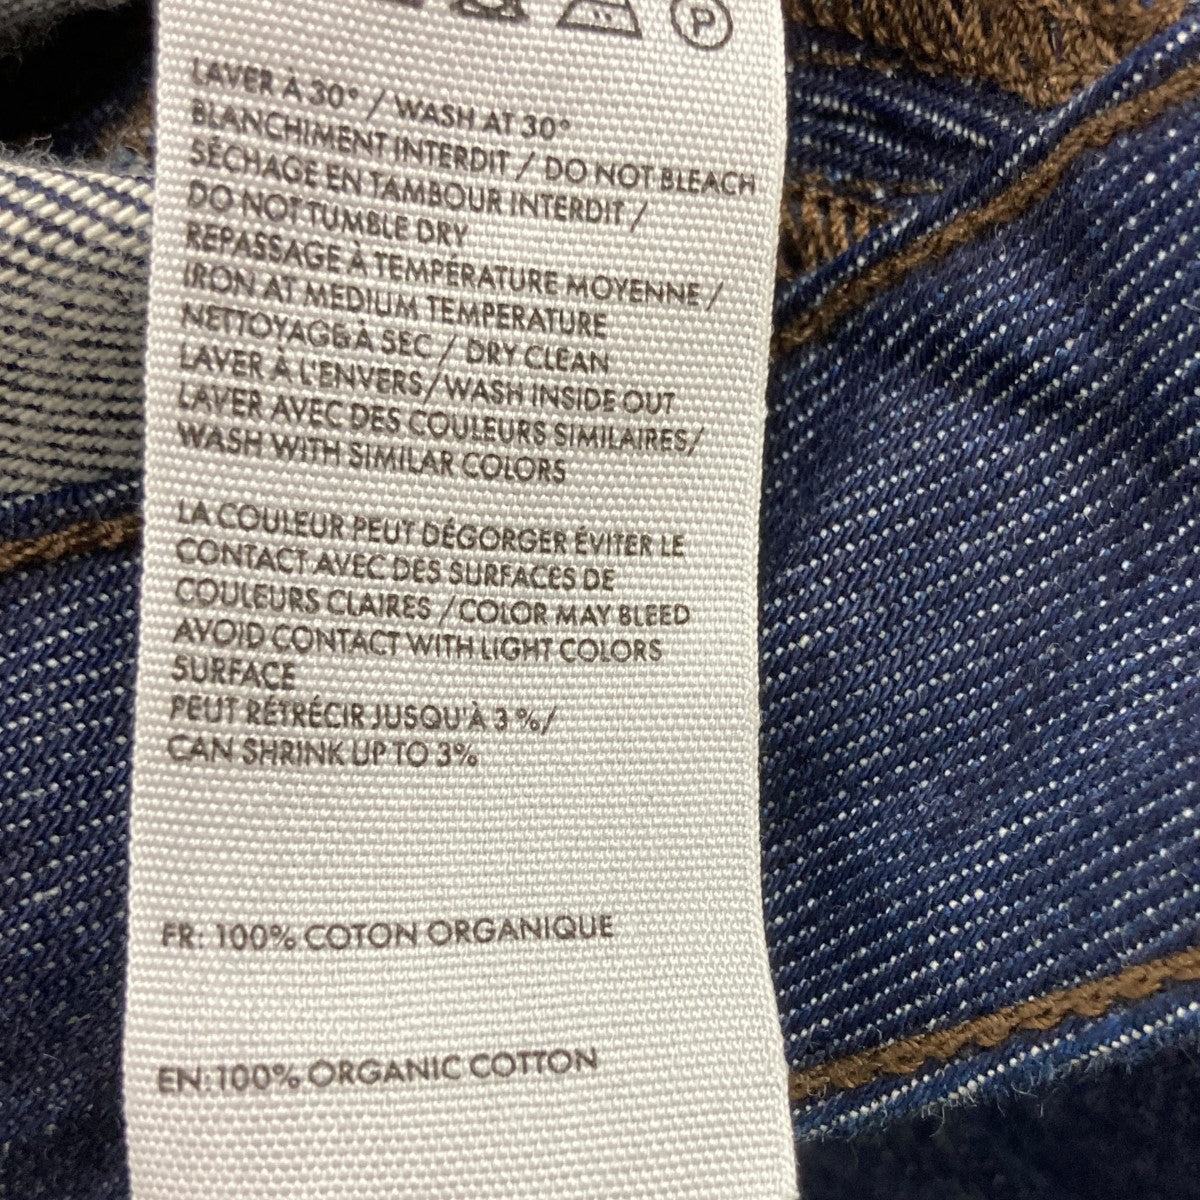 P
LAVER À 30° / WASH AT 30°
BLANCHIMENT INTERDIT / DO NOT BLEACH
SÉCHAGE EN TAMBOUR INTERDIT /
DO NOT TUMBLE DRY
REPASSAGE À TEMPÉRATURE MOYENNE /
IRON AT MEDIUM TEMPERATURE
NETTOYAGE À SEC / DRY CLEAN
LAVER À L'ENVERS/WASH INSIDE OUT
LAVER AVEC DES COULEURS SIMILAIRES/
WASH WITH SIMILAR COLORS
LA COULEUR PEUT DÉGORGER ÉVITER LE
CONTACT AVEC DES SURFACES DE
COULEURS CLAIRES /COLOR MAY BLEED
AVOID CONTACT WITH LIGHT COLORS
SURFACE
PEUT RÉTRÉCIR JUSQU'À 3 %/
CAN SHRINK UP TO 3%
FR: 100% COTON ORGANIQUE
EN:100% ORGANIC COTTON